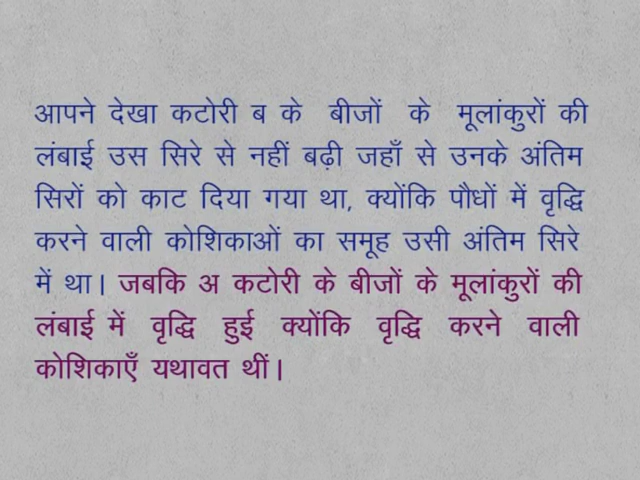 आपने देखा कटोरी ब के बीजों के मूलांकुरों की
लंबाई उस सिरे से नहीं बढ़ी जहाँ से उनके अंतिम
सिरों को काट दिया गया था, क्योंकि पौधों में वृद्धि
करने वाली कोशिकाओं का समूह उसी अंतिम सिरे
में था। जबकि अ कटोरी के बीजों के मूलांकुरों की
लंबाई में वृद्धि हुई क्योंकि वृद्धि करने वाली
कोशिकाएँ यथावत थीं।